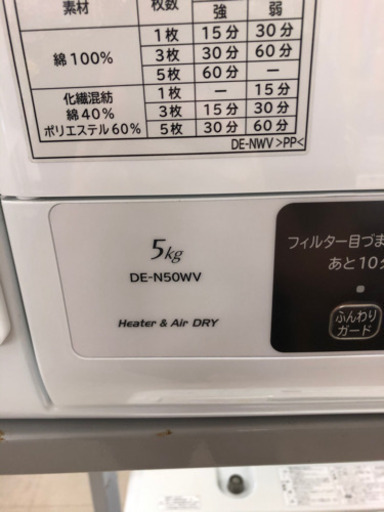 素材 枚数 強 弱
綿100% 1枚 15分 30分
3枚 30分 60分
5枚 60分 −
化繊混紡 綿40% ポリエステル60% 1枚 − 15分
3枚 15分 30分
5枚 30分 60分
DE-NWV >PP<
5kg
DE-N50WV
Heater & Air DRY
フィルター目づま
あと10分
ふんわり
ガード